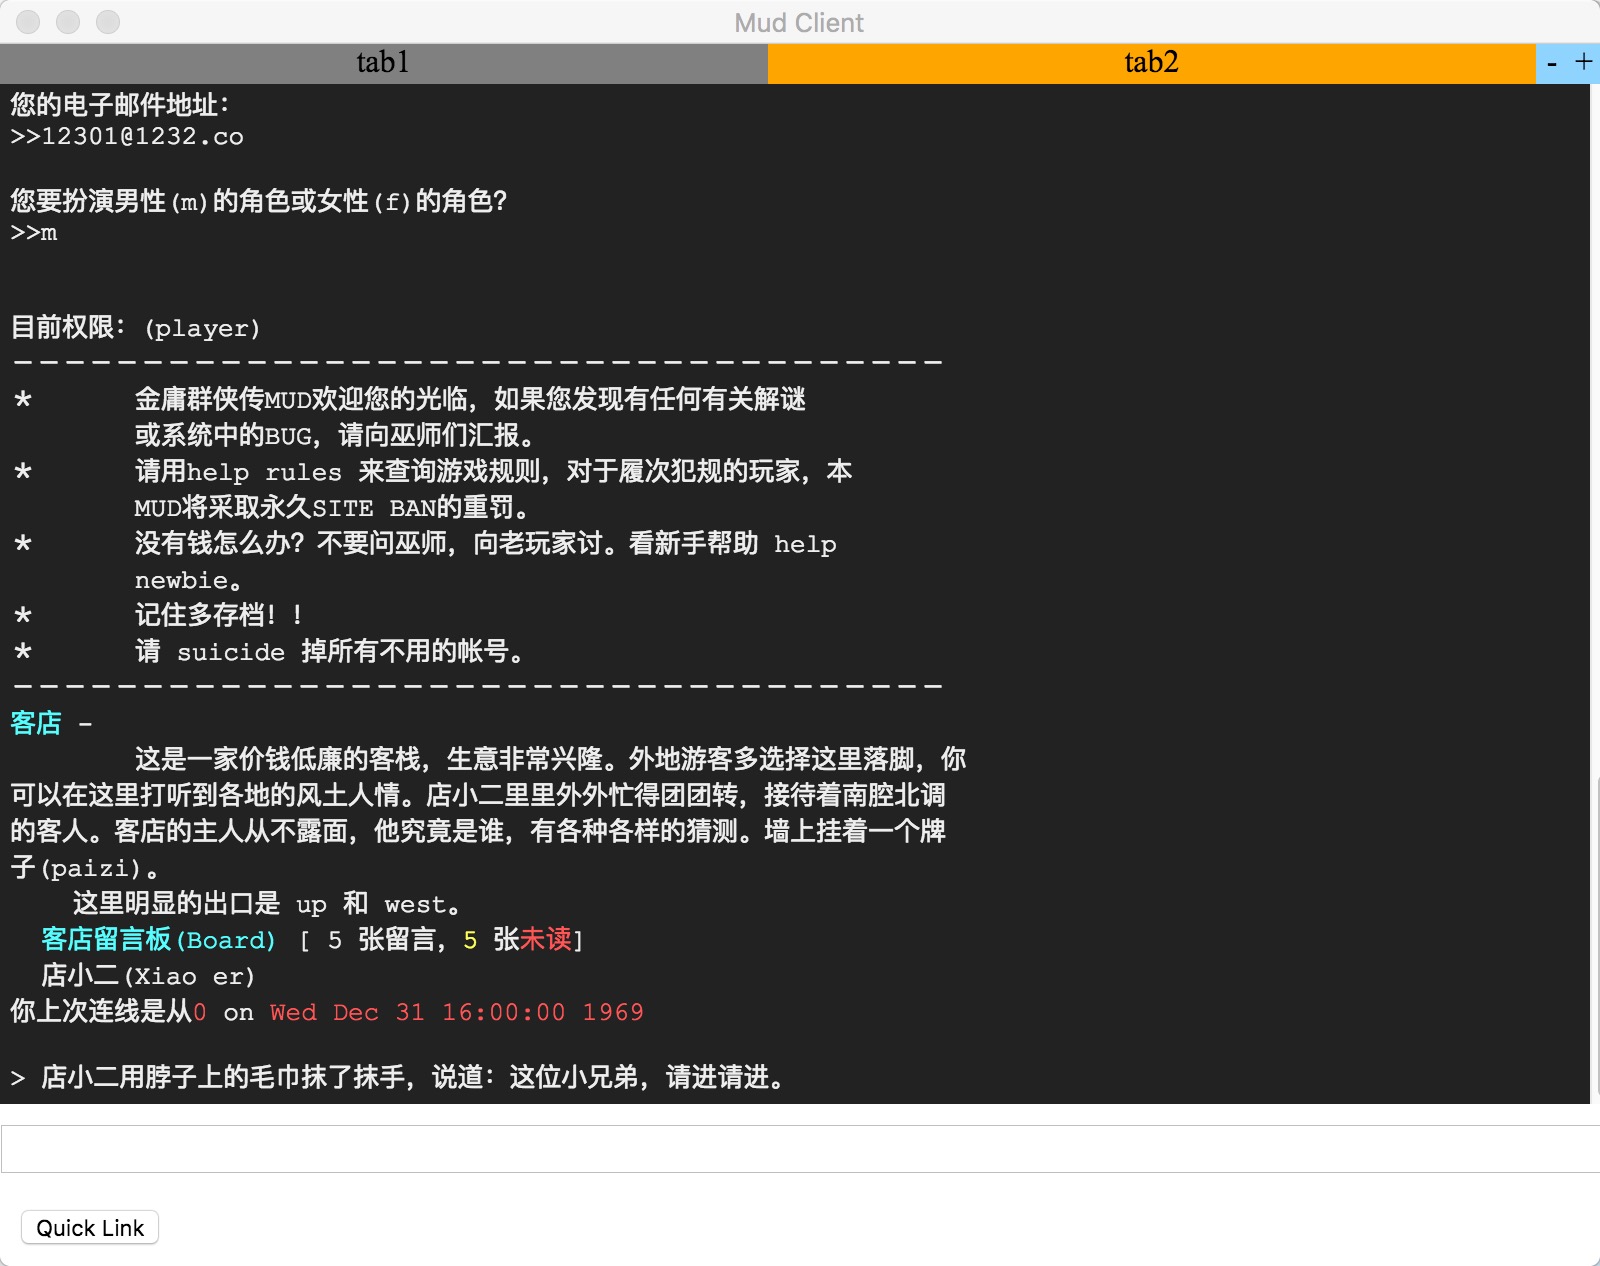 Mud Client
tab1 tab2 - +
您的电子邮件地址：
>>12301@1232.co
您要扮演男性(m)的角色或女性(f)的角色？
>>m
目前权限：(player)
————————————————————————————————————
* 金庸群侠传MUD欢迎您的光临，如果您发现有任何有关解谜
或系统中的BUG，请向巫师们汇报。
* 请用help rules 来查询游戏规则，对于履次犯规的玩家，本
MUD将采取永久SITE BAN的重罚。
* 没有钱怎么办？不要问巫师，向老玩家讨。看新手帮助 help
newbie。
* 记住多存档！！
* 请 suicide 掉所有不用的帐号。
————————————————————————————————————
客店 -
这是一家价钱低廉的客栈，生意非常兴隆。外地游客多选择这里落脚，你
可以在这里打听到各地的风土人情。店小二里里外外忙得团团转，接待着南腔北调
的客人。客店的主人从不露面，他究竟是谁，有各种各样的猜测。墙上挂着一个牌
子(paizi)。
这里明显的出口是 up 和 west。
客店留言板(Board) [ 5 张留言，5 张未读]
店小二(Xiao er)
你上次连线是从0 on Wed Dec 31 16:00:00 1969
> 店小二用脖子上的毛巾抹了抹手，说道：这位小兄弟，请进请进。
Quick Link